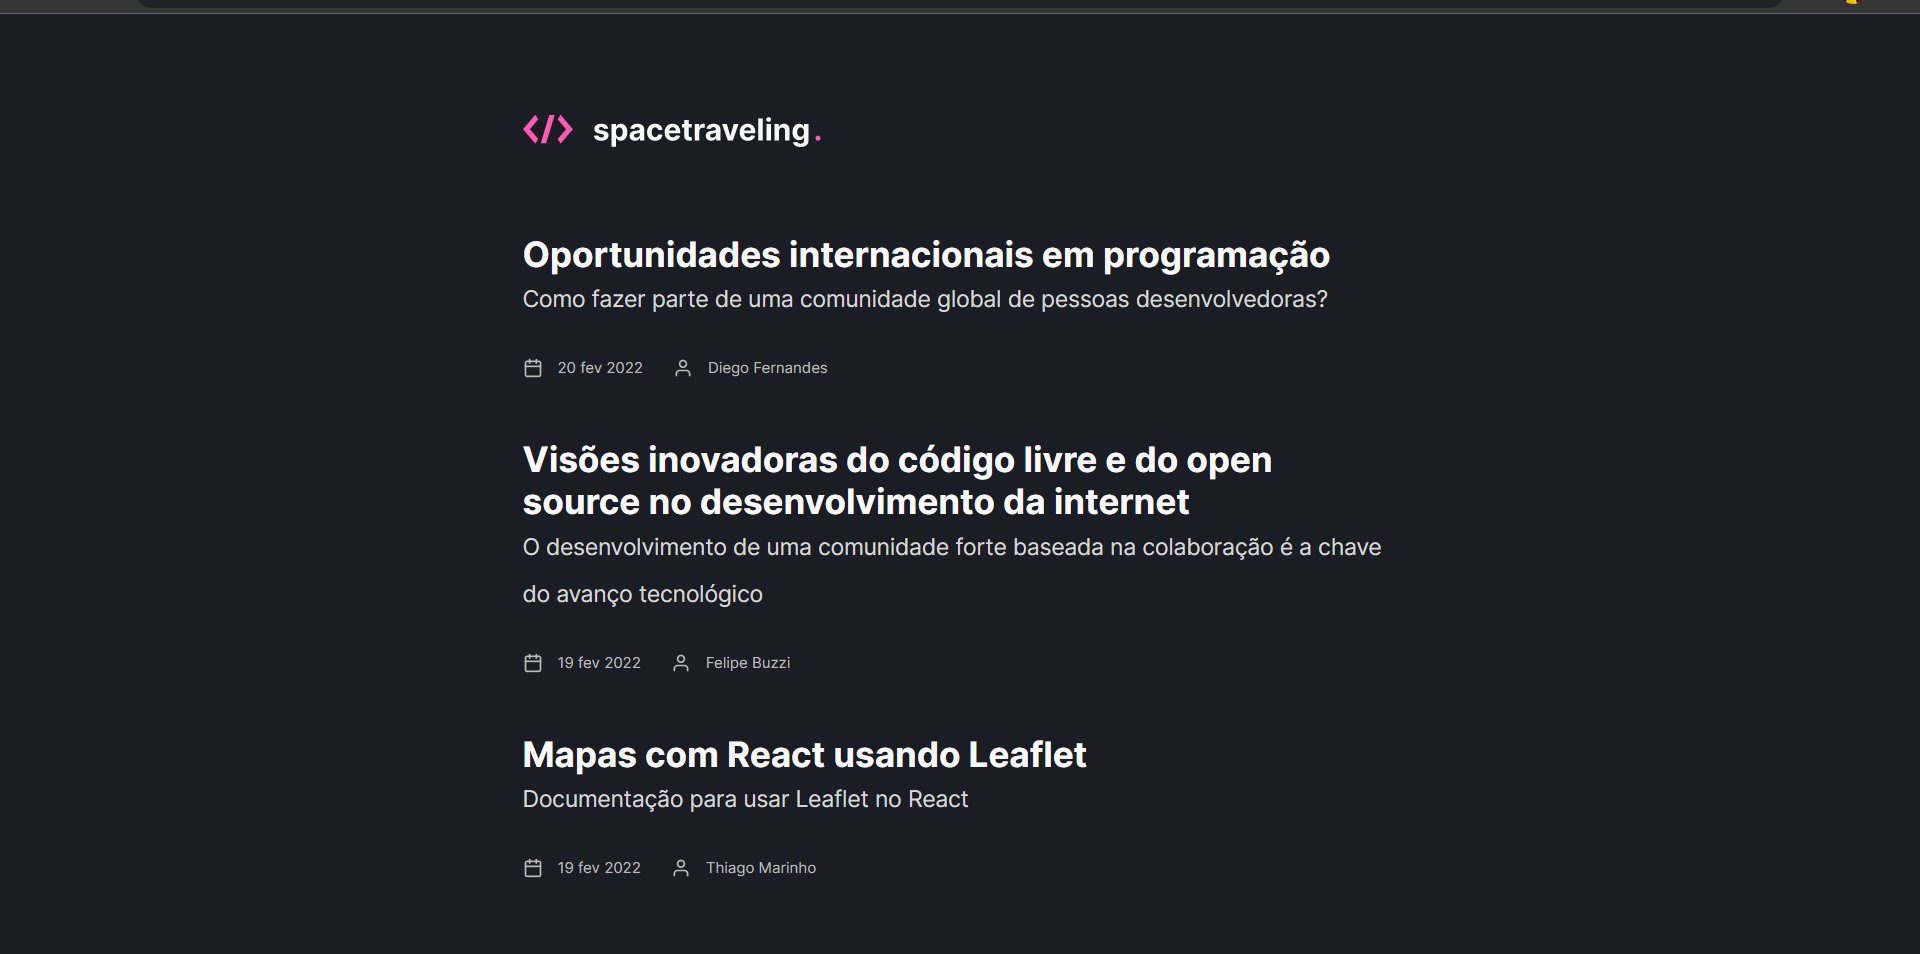 </> spacetraveling.
Oportunidades internacionais em programação
Como fazer parte de uma comunidade global de pessoas desenvolvedoras?
20 fev 2022 Diego Fernandes
Visões inovadoras do código livre e do open
source no desenvolvimento da internet
O desenvolvimento de uma comunidade forte baseada na colaboração é a chave
do avanço tecnológico
19 fev 2022 Felipe Buzzi
Mapas com React usando Leaflet
Documentação para usar Leaflet no React
19 fev 2022 Thiago Marinho